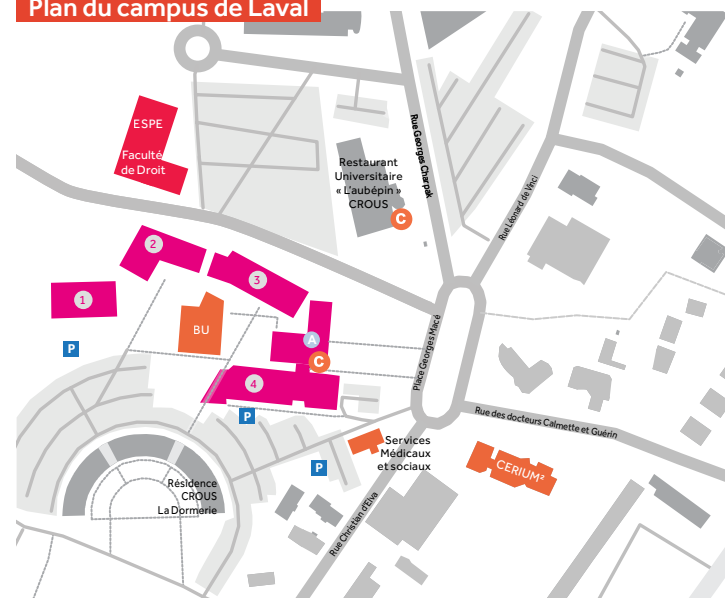 Plan du campus de Laval
ESPE
Faculté
de Droit
Restaurant
Universitaire
« L'aubépin »
CROUS
C
Rue Georges Charpak
Rue Léonard de Vinci
2
3
1
BU
A
C
4
P
P
P
Place Georges Macé
Rue des docteurs Calmette et Guérin
Services
Médicaux
et sociaux
CERIUM²
Résidence
CROUS
La Dormerie
Rue Christian d'Elva